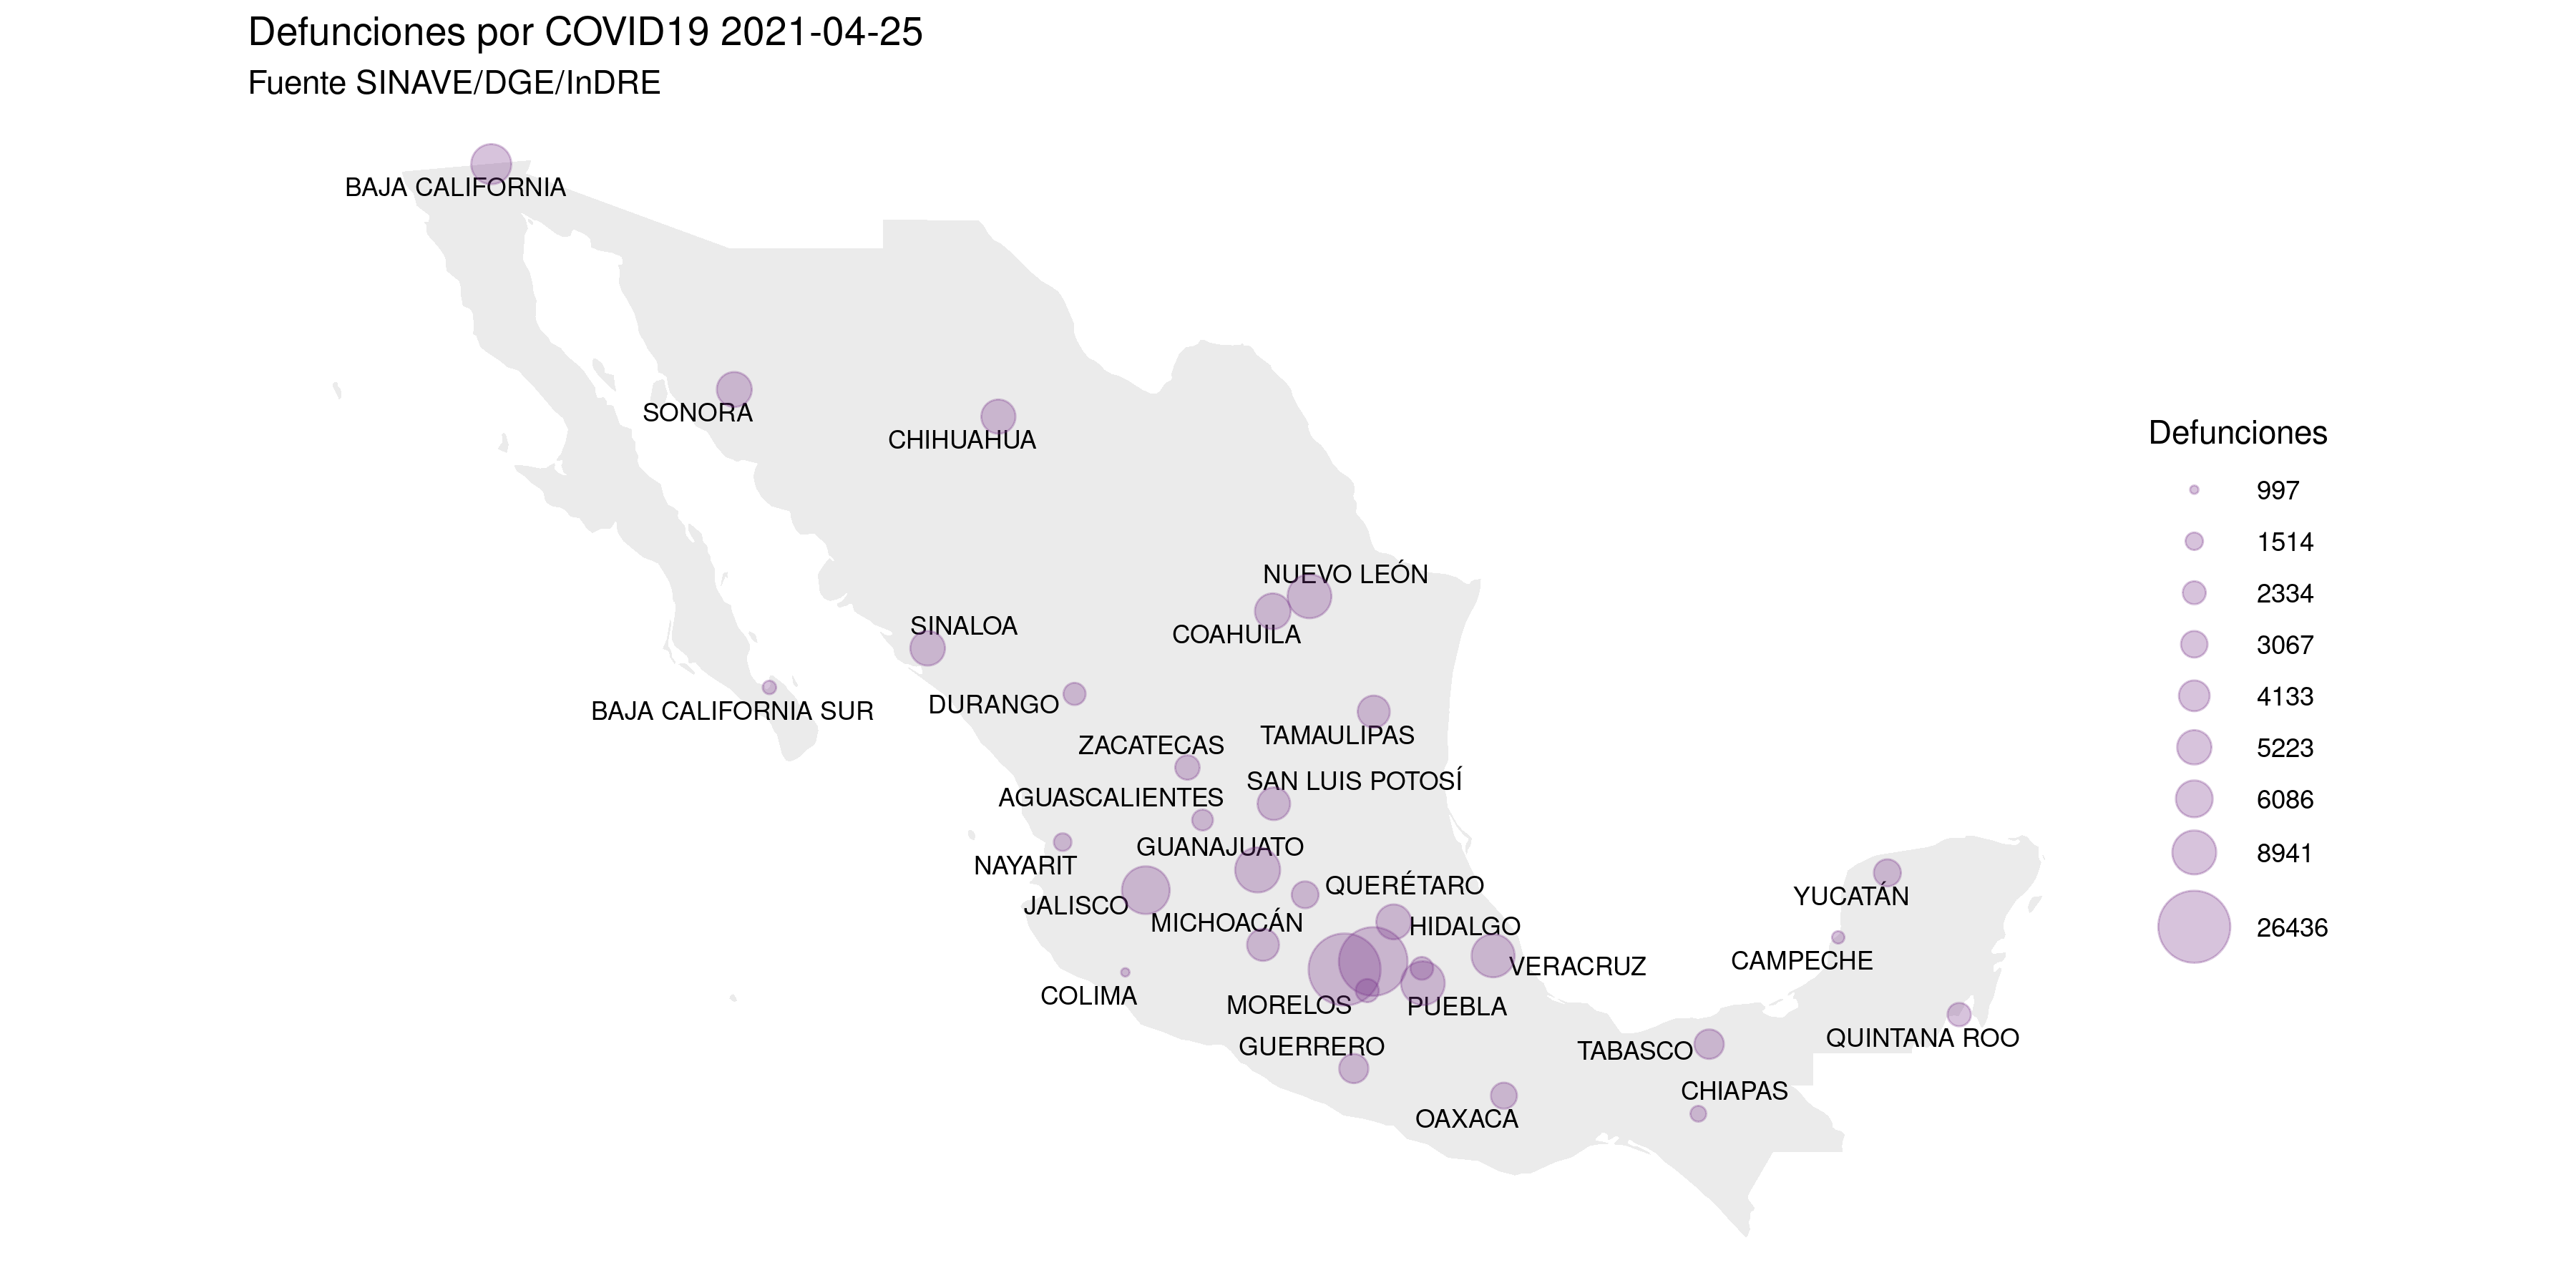 Defunciones por COVID19 2021-04-25
Fuente SINAVE/DGE/InDRE
BAJA CALIFORNIA
SONORA
CHIHUAHUA
NUEVO LEÓN
SINALOA
COAHUILA
DURANGO
BAJA CALIFORNIA SUR
TAMAULIPAS
ZACATECAS
SAN LUIS POTOSÍ
AGUASCALIENTES
GUANAJUATO
NAYARIT
QUERÉTARO
JALISCO
MICHOACÁN
HIDALGO
YUCATÁN
CAMPECHE
VERACRUZ
COLIMA
MORELOS
PUEBLA
QUINTANA ROO
GUERRERO
TABASCO
CHIAPAS
OAXACA
Defunciones
997
1514
2334
3067
4133
5223
6086
8941
26436